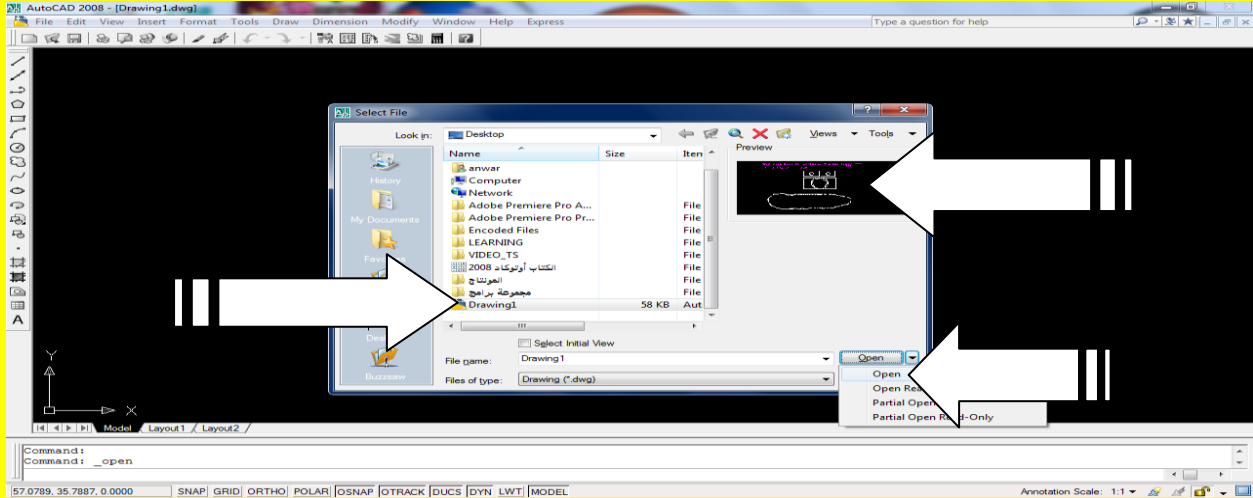 AutoCAD 2008 - [Drawing1.dwg]
File Edit View Insert Format Tools Draw Dimension Modify Window Help Express Type a question for help
Select File
Look in: Desktop Views Tools
Name Size Item Preview
History
anwar
Computer
Network
Adobe Premiere Pro A... File
My Documents Adobe Premiere Pro Pr... File
Encoded Files File
LEARNING File
VIDEO_TS File
الكتاب أوتوكاد 2008 File
المونتاج File
مجموعة برامج File
Drawing1 58 KB Aut
Select Initial View
File name: Drawing1 Open
Buzzsaw Files of type: Drawing (*.dwg)
Open
Open
Partial Open
Partial Open Read-Only
Y
X
Model Layout1 Layout2
Command:
Command: _open
57.0789, 35.7887, 0.0000 SNAP GRID ORTHO POLAR OSNAP OTRACK DUCS DYN LWT MODEL Annotation Scale: 1:1